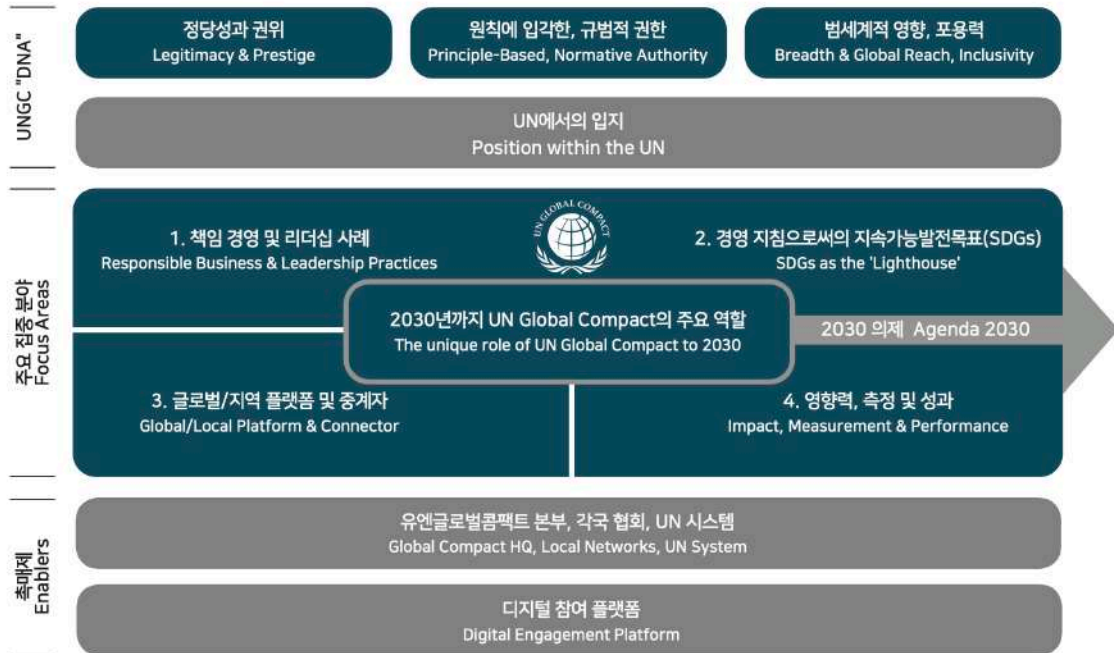 UNGC "DNA"
정당성과 권위
Legitimacy & Prestige
원칙에 입각한, 규범적 권한
Principle-Based, Normative Authority
범세계적 영향, 포용력
Breadth & Global Reach, Inclusivity
UN에서의 입지
Position within the UN
주요 집중 분야
Focus Areas
UN GLOBAL COMPACT
1. 책임 경영 및 리더십 사례
Responsible Business & Leadership Practices
2. 경영 지침으로써의 지속가능발전목표(SDGs)
SDGs as the 'Lighthouse'
2030년까지 UN Global Compact의 주요 역할
The unique role of UN Global Compact to 2030
2030 의제 Agenda 2030
3. 글로벌/지역 플랫폼 및 중계자
Global/Local Platform & Connector
4. 영향력, 측정 및 성과
Impact, Measurement & Performance
촉매제
Enablers
유엔글로벌콤팩트 본부, 각국 협회, UN 시스템
Global Compact HQ, Local Networks, UN System
디지털 참여 플랫폼
Digital Engagement Platform